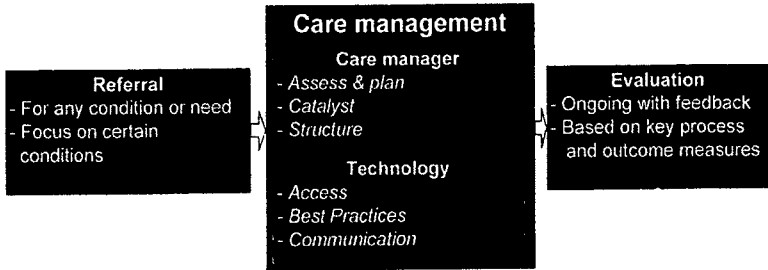 Referral
- For any condition or need
- Focus on certain
conditions
Care management
Care manager
- Assess & plan
- Catalyst
- Structure
Technology
- Access
- Best Practices
- Communication
Evaluation
- Ongoing with feedback
- Based on key process
and outcome measures